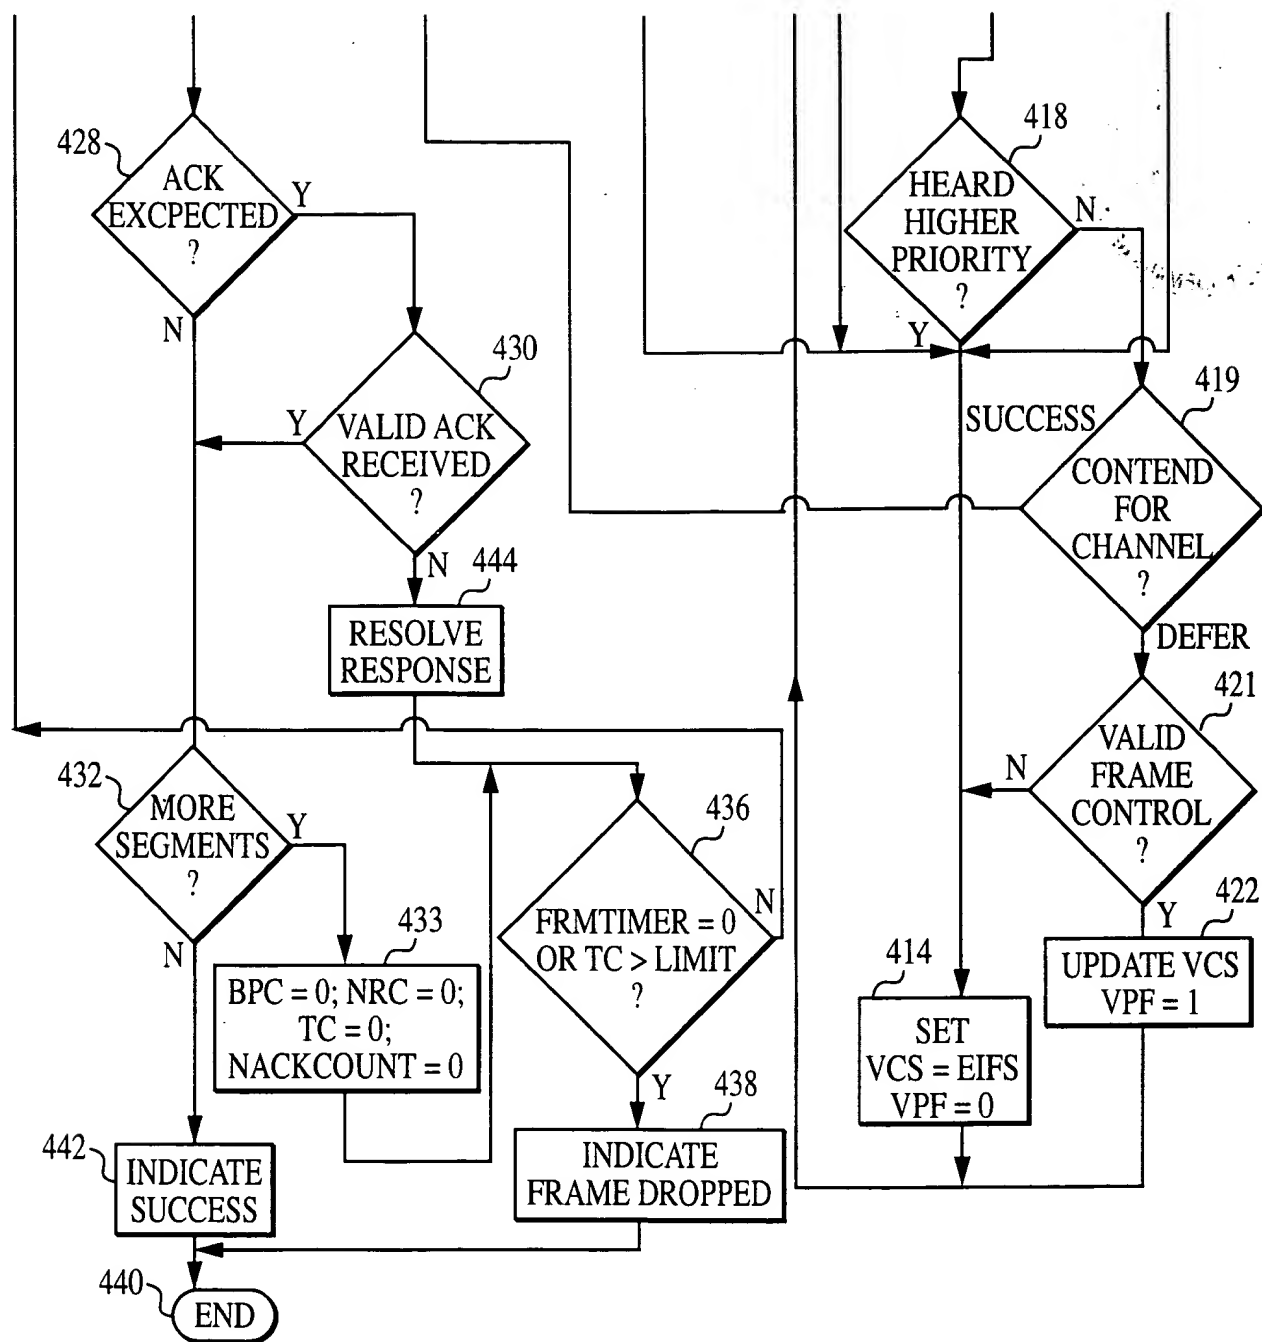 428
ACK
EXCPECTED
?
Y
N
418
HEARD
HIGHER
PRIORITY
?
N
Y
430
VALID ACK
RECEIVED
?
Y
N
419
SUCCESS
CONTEND
FOR
CHANNEL
?
DEFER
444
RESOLVE
RESPONSE
421
VALID
FRAME
CONTROL
?
N
Y
432
MORE
SEGMENTS
?
Y
N
436
FRMTIMER = 0
OR TC > LIMIT
?
N
Y
433
BPC = 0; NRC = 0;
TC = 0;
NACKCOUNT = 0
422
UPDATE VCS
VPF = 1
414
SET
VCS = EIFS
VPF = 0
438
INDICATE
FRAME DROPPED
442
INDICATE
SUCCESS
440
END